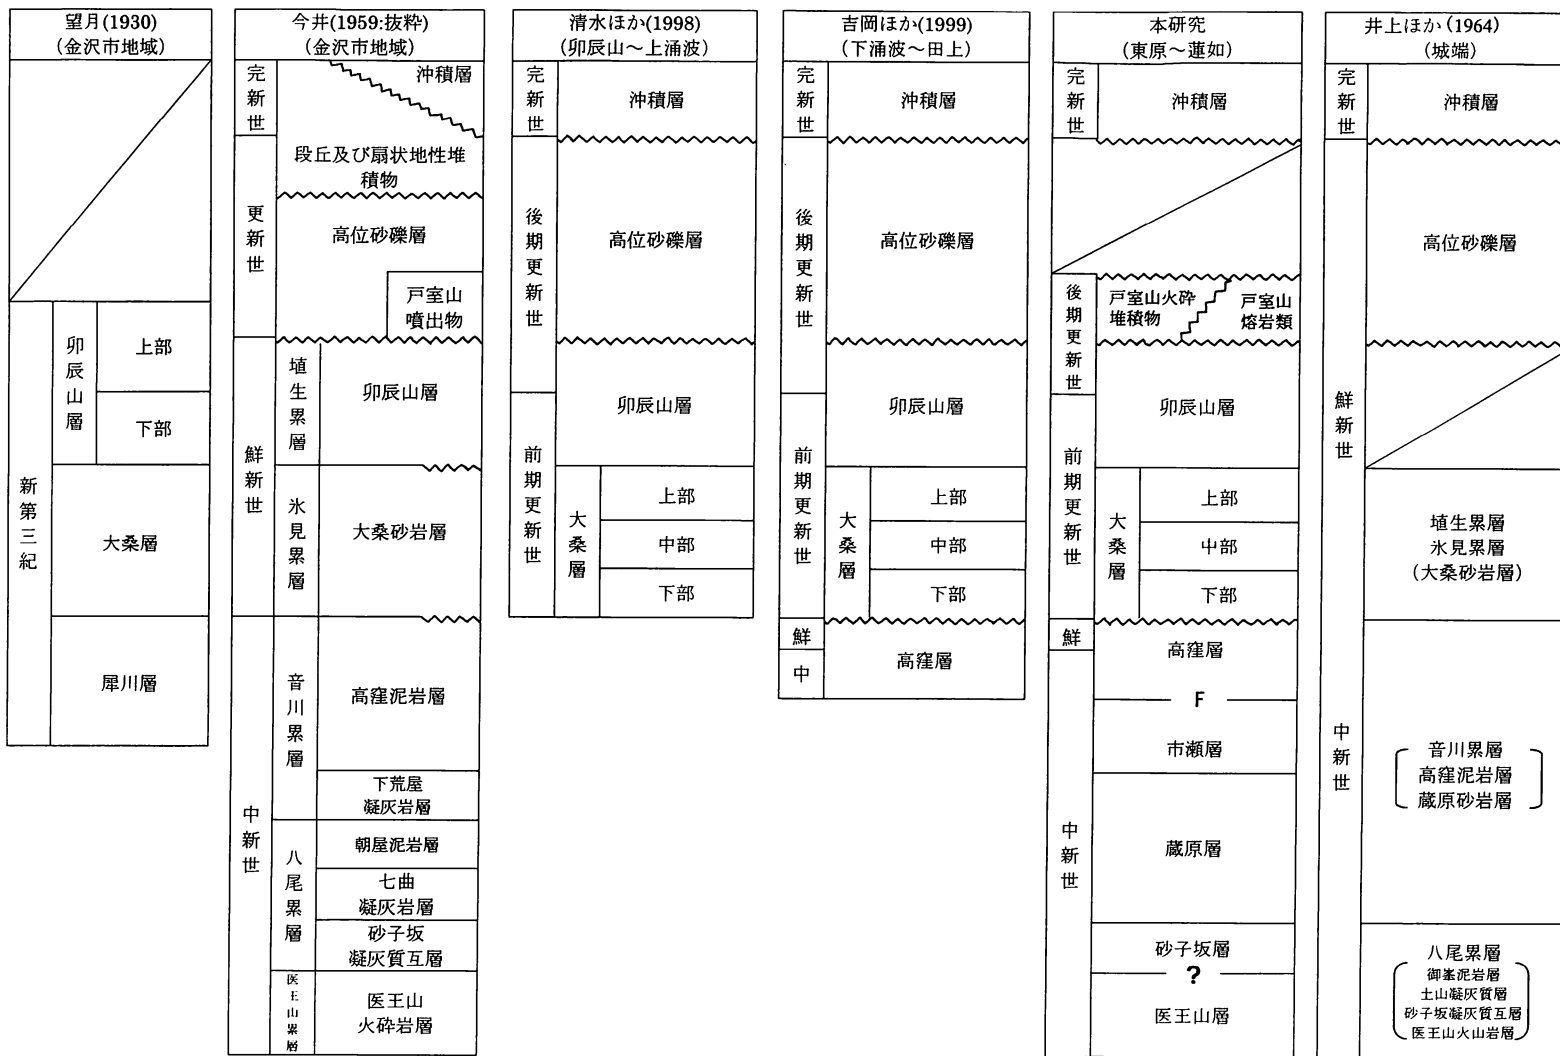 望月(1930)
(金沢市地域)
新第三紀
卯辰山層
上部
下部
大桑層
犀川層
今井(1959:抜粋)
(金沢市地域)
完新世
沖積層
更新世
段丘及び扇状地性堆
積物
高位砂礫層
戸室山
噴出物
鮮新世
埴生累層
卯辰山層
氷見累層
大桑砂岩層
中新世
音川累層
高窪泥岩層
下荒屋
凝灰岩層
八尾累層
朝屋泥岩層
七曲
凝灰岩層
砂子坂
凝灰質互層
医王山累層
医王山
火砕岩層
清水ほか(1998)
(卯辰山～上涌波)
完新世
沖積層
後期更新世
高位砂礫層
卯辰山層
前期更新世
大桑層
上部
中部
下部
吉岡ほか(1999)
(下涌波～田上)
完新世
沖積層
後期更新世
高位砂礫層
卯辰山層
前期更新世
大桑層
上部
中部
下部
鮮
中
高窪層
本研究
(東原～蓮如)
完新世
沖積層
後期更新世
戸室山火砕
堆積物
戸室山
熔岩類
卯辰山層
前期更新世
大桑層
上部
中部
下部
鮮
高窪層
F
中新世
市瀬層
蔵原層
砂子坂層
?
医王山層
井上ほか(1964)
(城端)
完新世
沖積層
鮮新世
高位砂礫層
埴生累層
氷見累層
(大桑砂岩層)
中新世
音川累層
高窪泥岩層
蔵原砂岩層
八尾累層
御峯泥岩層
土山凝灰質層
砂子坂凝灰質互層
医王山火山岩層